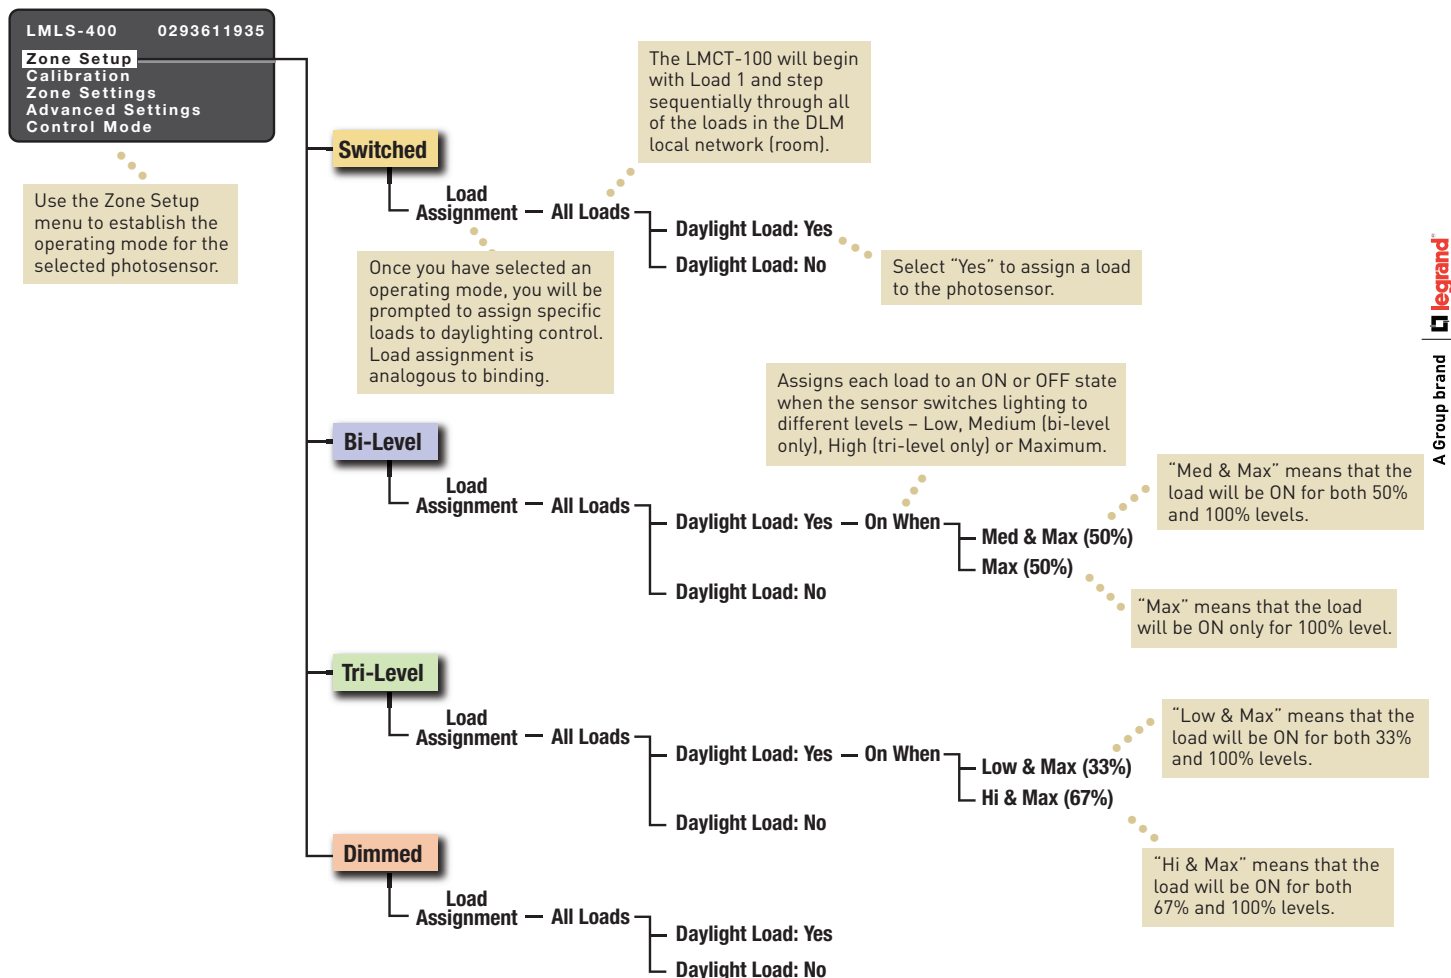 LMLS-400 0293611935
Zone Setup
Calibration
Zone Settings
Advanced Settings
Control Mode
Use the Zone Setup
menu to establish the
operating mode for the
selected photosensor.
The LMCT-100 will begin
with Load 1 and step
sequentially through all
of the loads in the DLM
local network (room).
Switched
Load
Assignment
All Loads
Daylight Load: Yes
Daylight Load: No
Select “Yes” to assign a load
to the photosensor.
Once you have selected an
operating mode, you will be
prompted to assign specific
loads to daylighting control.
Load assignment is
analogous to binding.
Assigns each load to an ON or OFF state
when the sensor switches lighting to
different levels – Low, Medium (bi-level
only), High (tri-level only) or Maximum.
Bi-Level
Load
Assignment
All Loads
Daylight Load: Yes
On When
Med & Max (50%)
Max (50%)
Daylight Load: No
“Med & Max” means that the
load will be ON for both 50%
and 100% levels.
“Max” means that the load
will be ON only for 100% level.
Tri-Level
Load
Assignment
All Loads
Daylight Load: Yes
On When
Low & Max (33%)
Hi & Max (67%)
Daylight Load: No
“Low & Max” means that the
load will be ON for both 33%
and 100% levels.
“Hi & Max” means that the
load will be ON for both
67% and 100% levels.
Dimmed
Load
Assignment
All Loads
Daylight Load: Yes
Daylight Load: No
A Group brand
legrand®